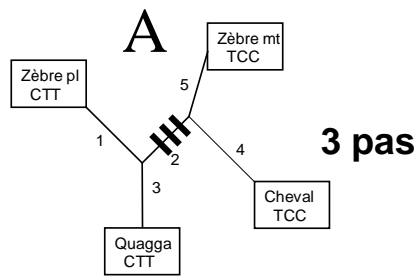 A
Zèbre mt
TCC
Zèbre pl
CTT
5
1
2
4
3 pas
3
Cheval
TCC
Quagga
CTT